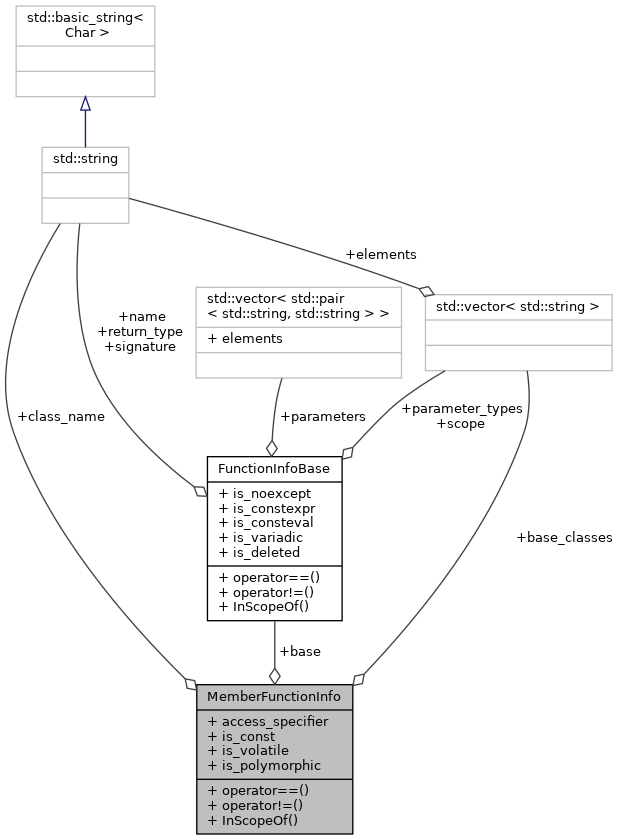 std::basic_string<
Char >
std::string
+elements
std::vector< std::pair
< std::string, std::string > >
+ elements
std::vector< std::string >
+name
+return_type
+signature
+class_name
+parameters
+parameter_types
+scope
FunctionInfoBase
+ is_noexcept
+ is_constexpr
+ is_consteval
+ is_variadic
+ is_deleted
+ operator==()
+ operator!=()
+ InScopeOf()
+base_classes
+base
MemberFunctionInfo
+ access_specifier
+ is_const
+ is_volatile
+ is_polymorphic
+ operator==()
+ operator!=()
+ InScopeOf()